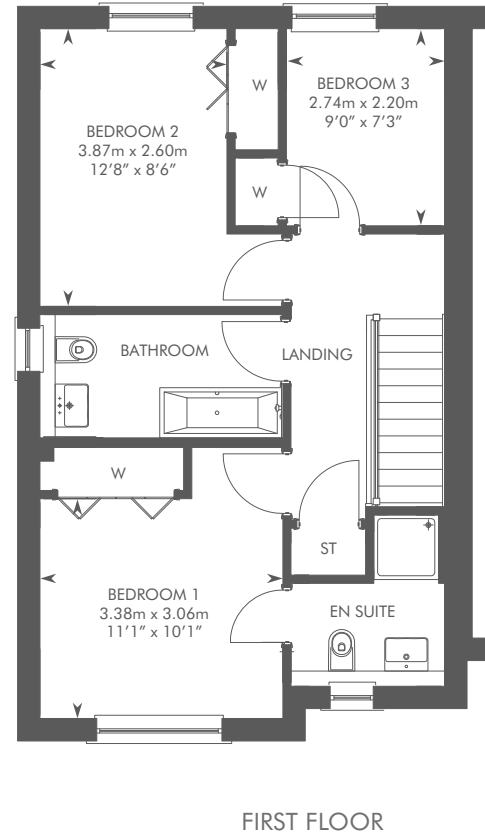 W
BEDROOM 3
2.74m x 2.20m
9'0” x 7'3”
BEDROOM 2
3.87m x 2.60m
12'8” x 8'6”
W
BATHROOM
LANDING
W
ST
BEDROOM 1
3.38m x 3.06m
11'1” x 10'1”
EN SUITE
FIRST FLOOR